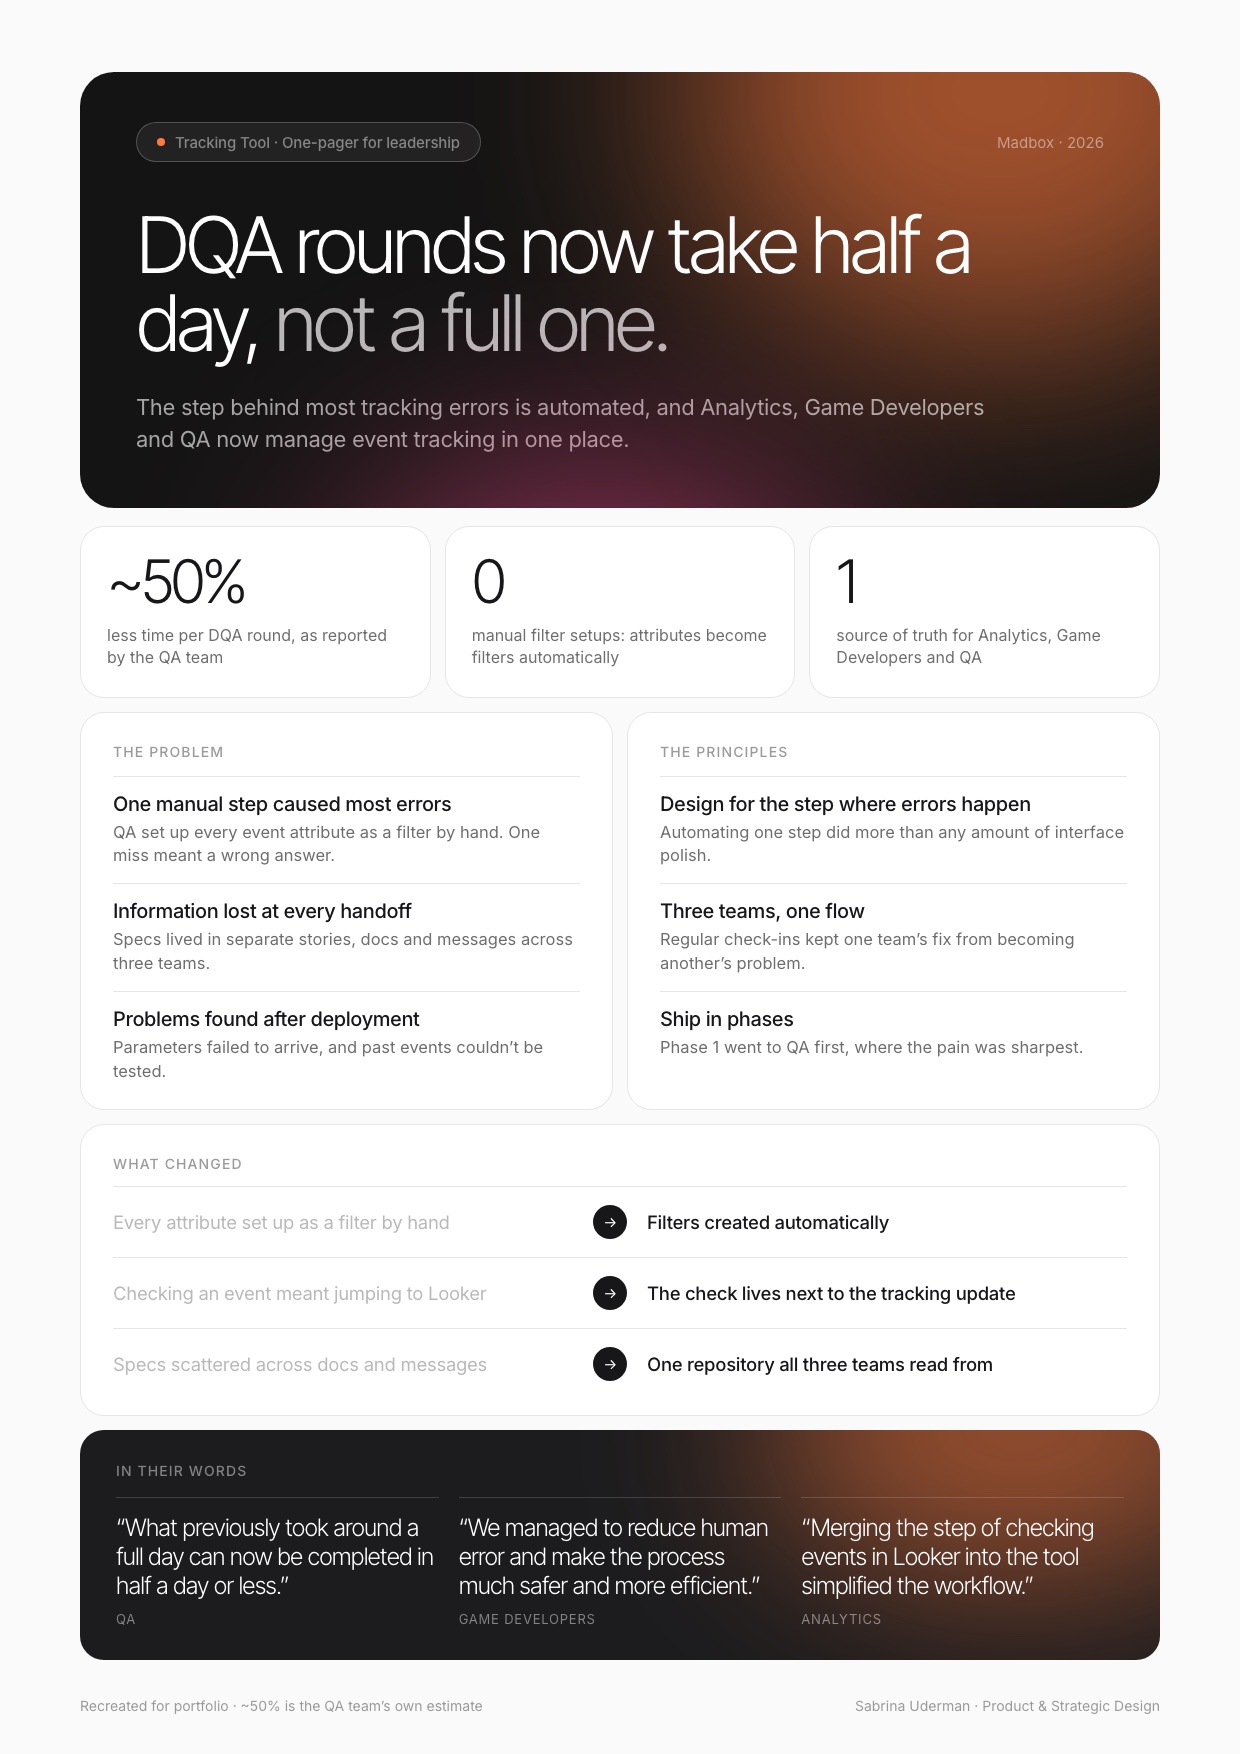 Tracking Tool · One-pager for leadership
Madbox · 2026
DQA rounds now take half a
day, not a full one.
The step behind most tracking errors is automated, and Analytics, Game Developers
and QA now manage event tracking in one place.
~50%
less time per DQA round, as reported
by the QA team
0
manual filter setups: attributes become
filters automatically
1
source of truth for Analytics, Game
Developers and QA
THE PROBLEM
One manual step caused most errors
QA set up every event attribute as a filter by hand. One
miss meant a wrong answer.
Information lost at every handoff
Specs lived in separate stories, docs and messages across
three teams.
Problems found after deployment
Parameters failed to arrive, and past events couldn’t be
tested.
THE PRINCIPLES
Design for the step where errors happen
Automating one step did more than any amount of interface
polish.
Three teams, one flow
Regular check-ins kept one team’s fix from becoming
another’s problem.
Ship in phases
Phase 1 went to QA first, where the pain was sharpest.
WHAT CHANGED
Every attribute set up as a filter by hand → Filters created automatically
Checking an event meant jumping to Looker → The check lives next to the tracking update
Specs scattered across docs and messages → One repository all three teams read from
IN THEIR WORDS
“What previously took around a
full day can now be completed in
half a day or less.”
QA
“We managed to reduce human
error and make the process
much safer and more efficient.”
GAME DEVELOPERS
“Merging the step of checking
events in Looker into the tool
simplified the workflow.”
ANALYTICS
Recreated for portfolio · ~50% is the QA team’s own estimate
Sabrina Uderman · Product & Strategic Design